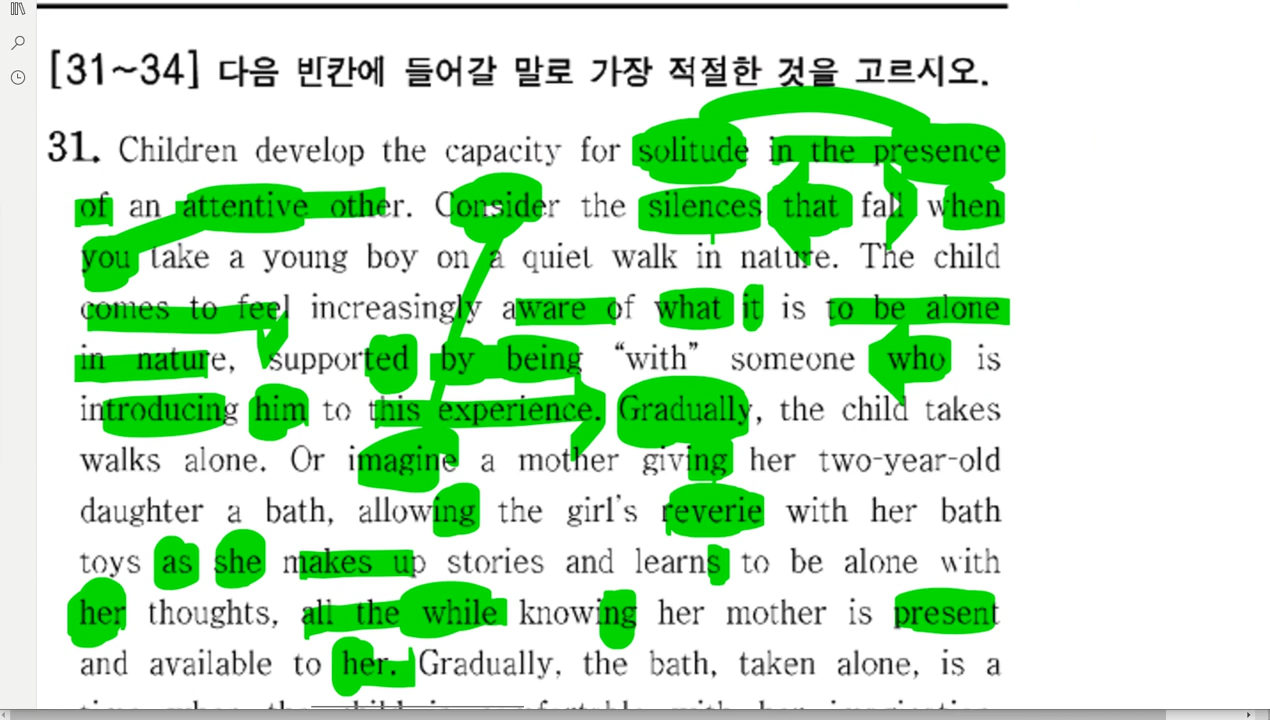 [31~34] 다음 빈칸에 들어갈 말로 가장 적절한 것을 고르시오.
31. Children develop the capacity for solitude in the presence
of an attentive other. Consider the silences that fall when
you take a young boy on a quiet walk in nature. The child
comes to feel increasingly aware of what it is to be alone
in nature, supported by being “with” someone who is
introducing him to this experience. Gradually, the child takes
walks alone. Or imagine a mother giving her two-year-old
daughter a bath, allowing the girl's reverie with her bath
toys as she makes up stories and learns to be alone with
her thoughts, all the while knowing her mother is present
and available to her. Gradually, the bath, taken alone, is a